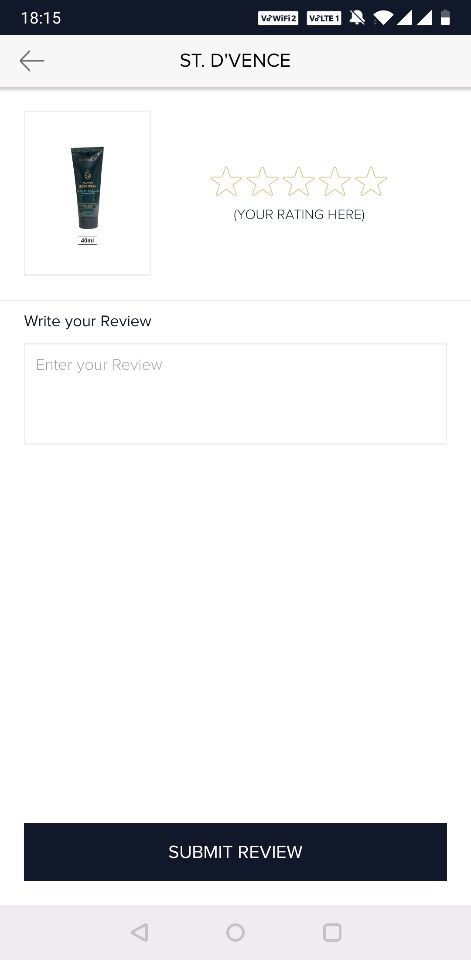 18:15
VoWiFi2 VoLTE1
ST. D'VENCE
40ml
(YOUR RATING HERE)
Write your Review
Enter your Review
SUBMIT REVIEW